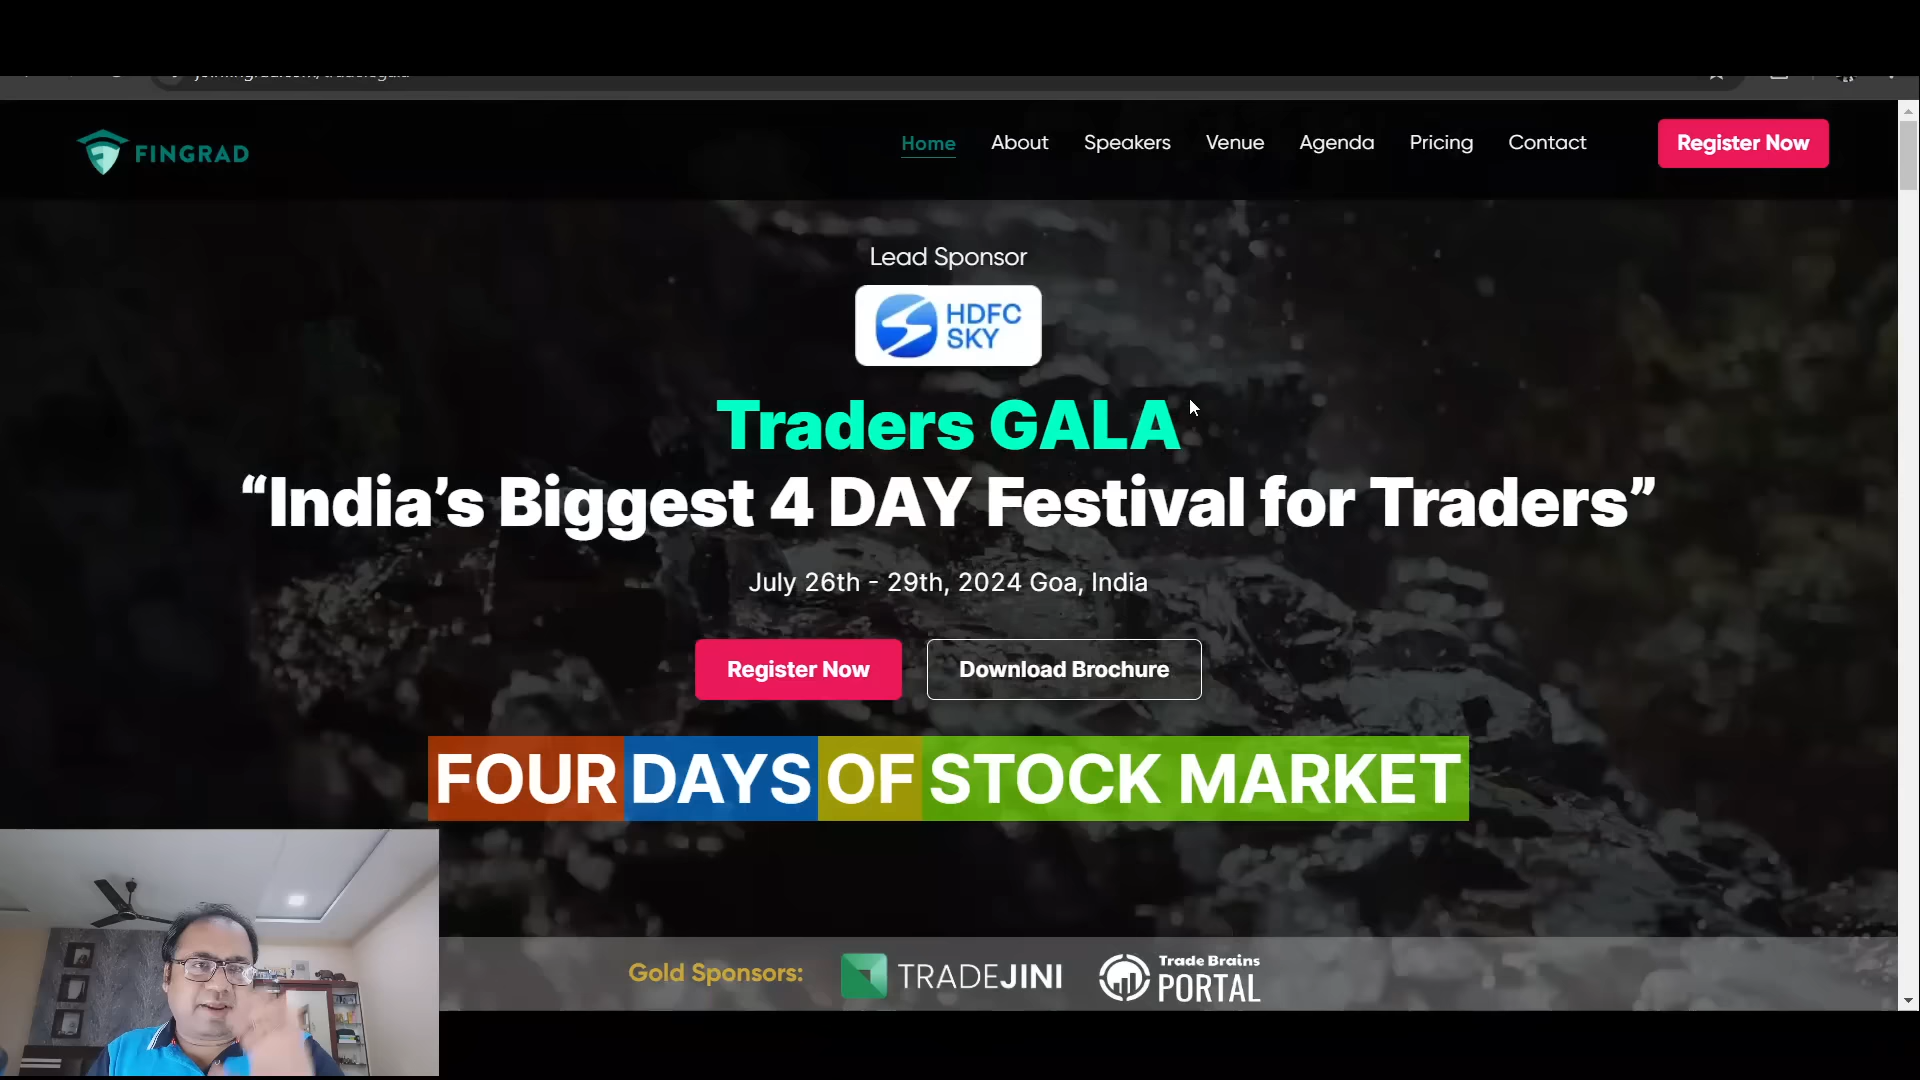 FINGRAD
Home About Speakers Venue Agenda Pricing Contact Register Now
Lead Sponsor
HDFC
SKY
Traders GALA
“India’s Biggest 4 DAY Festival for Traders”
July 26th - 29th, 2024 Goa, India
Register Now Download Brochure
FOUR DAYS OF STOCK MARKET
Gold Sponsors: TRADEJINI Trade Brains
PORTAL